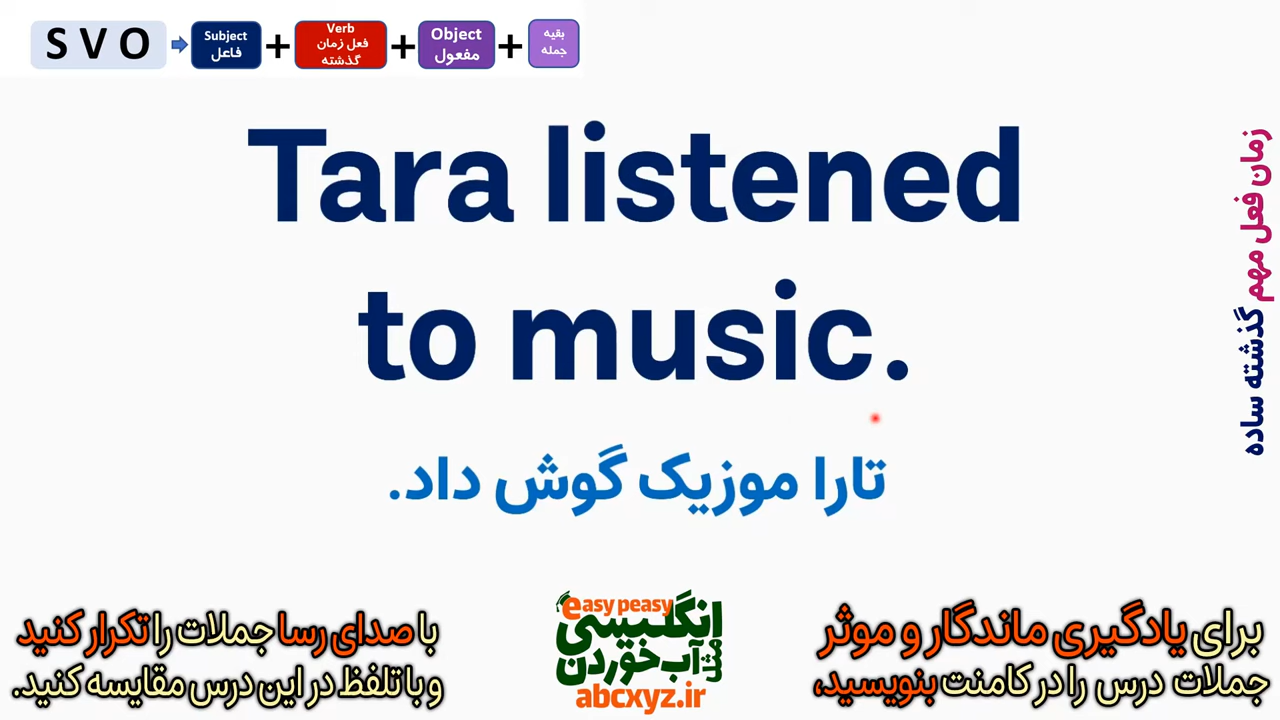 S V O
Subject
فاعل
+
Verb
فعل زمان
گذشته
+
Object
مفعول
+
بقیه
جمله
Tara listened
to music.
تارا موزیک گوش داد.
زمان فعل مهم گذشته ساده
برای یادگیری ماندگار و موثر
جملات درس را در کامنت بنویسید،
easy peasy
انگلیسی
مثل آب خوردن
abcxyz.ir
با صدای رسا جملات را تکرار کنید
و با تلفظ در این درس مقایسه کنید.